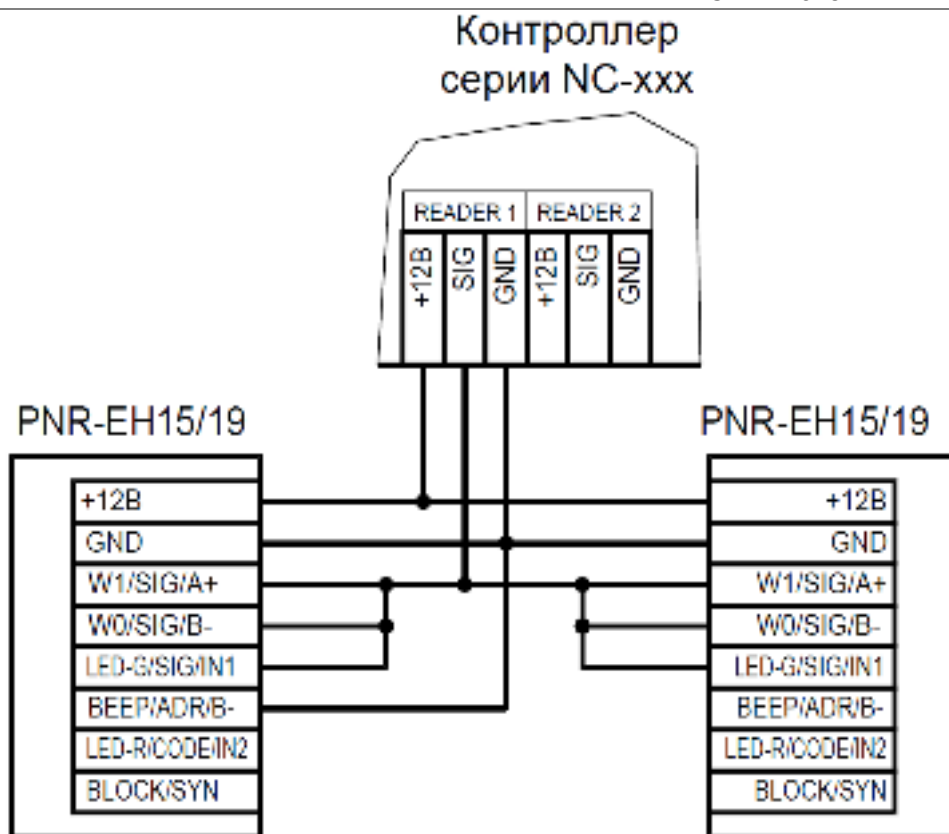 Контроллер
серии NC-xxx
READER 1 READER 2
+12В SIG GND +12В SIG GND
PNR-EH15/19
+12В
GND
W1/SIG/A+
W0/SIG/B-
LED-G/SIG/IN1
BEEP/ADR/B-
LED-R/CODE/IN2
BLOCK/SYN
PNR-EH15/19
+12В
GND
W1/SIG/A+
W0/SIG/B-
LED-G/SIG/IN1
BEEP/ADR/B-
LED-R/CODE/IN2
BLOCK/SYN